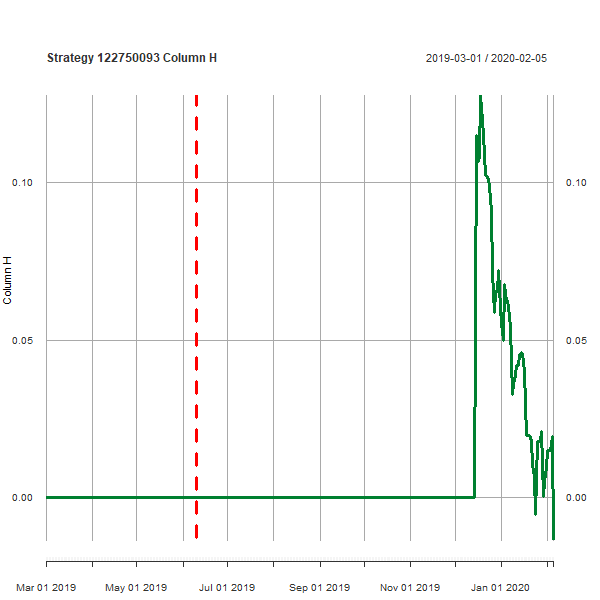 Strategy 122750093 Column H
2019-03-01 / 2020-02-05
0.10
0.10
Column H
0.05
0.05
0.00
0.00
Mar 01 2019
May 01 2019
Jul 01 2019
Sep 01 2019
Nov 01 2019
Jan 01 2020